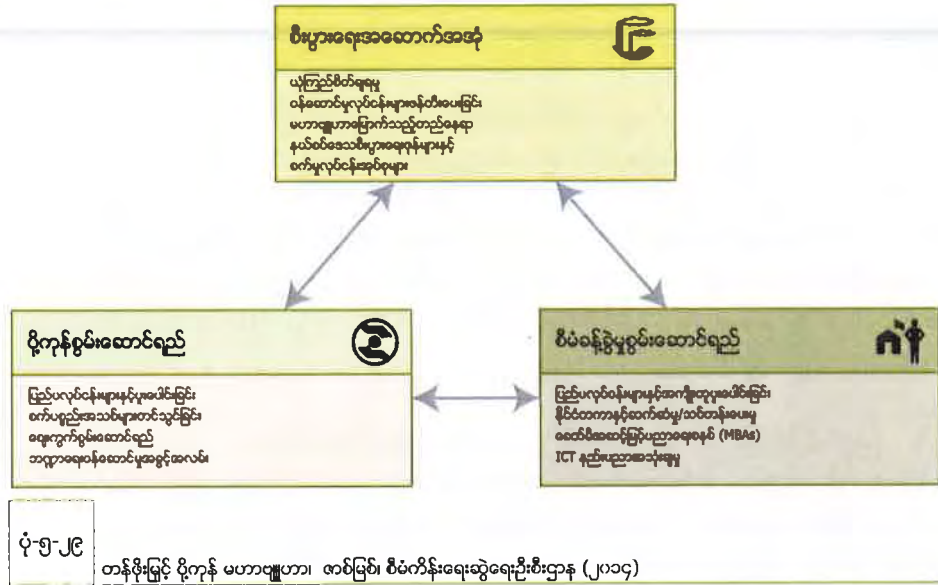 စီးပွားရေးအဆောက်အအုံ
ယုံကြည်စိတ်ချရမှု
ဝန်ဆောင်မှုလုပ်ငန်းများဖန်တီးပေးခြင်း
မဟာဗျူဟာမြောက်သည့်တည်နေရာ
နယ်စပ်ဒေသစီးပွားရေးဇုန်များနှင့်
စက်မှုလုပ်ငန်းအုပ်စုများ
ပို့ကုန်စွမ်းဆောင်ရည်
ပြည်ပလုပ်ငန်းများနှင့်ပူးပေါင်းခြင်း
စက်ပစ္စည်းအသစ်များတင်သွင်းခြင်း
ဈေးကွက်စွမ်းဆောင်ရည်
ဘဏ္ဍာရေးဝန်ဆောင်မှုအခွင့်အလမ်း
စီမံခန့်ခွဲမှုစွမ်းဆောင်ရည်
ပြည်ပလုပ်ငန်းများနှင့်အကျိုးတူပူးပေါင်းခြင်း
နိုင်ငံတကာနှင့်ဆက်ဆံမှု/သင်တန်းပေးမှု
ခေတ်မီအဆင့်မြင့်ပညာရေးစနစ် (MBAs)
ICT နည်းပညာအသုံးချမှု
ပုံ-၅-၂၉
တန်ဖိုးမြှင့် ပို့ကုန် မဟာဗျူဟာ၊ ဇာစ်မြစ်၊ စီမံကိန်းရေးဆွဲရေးဦးစီးဌာန (၂၀၁၄)